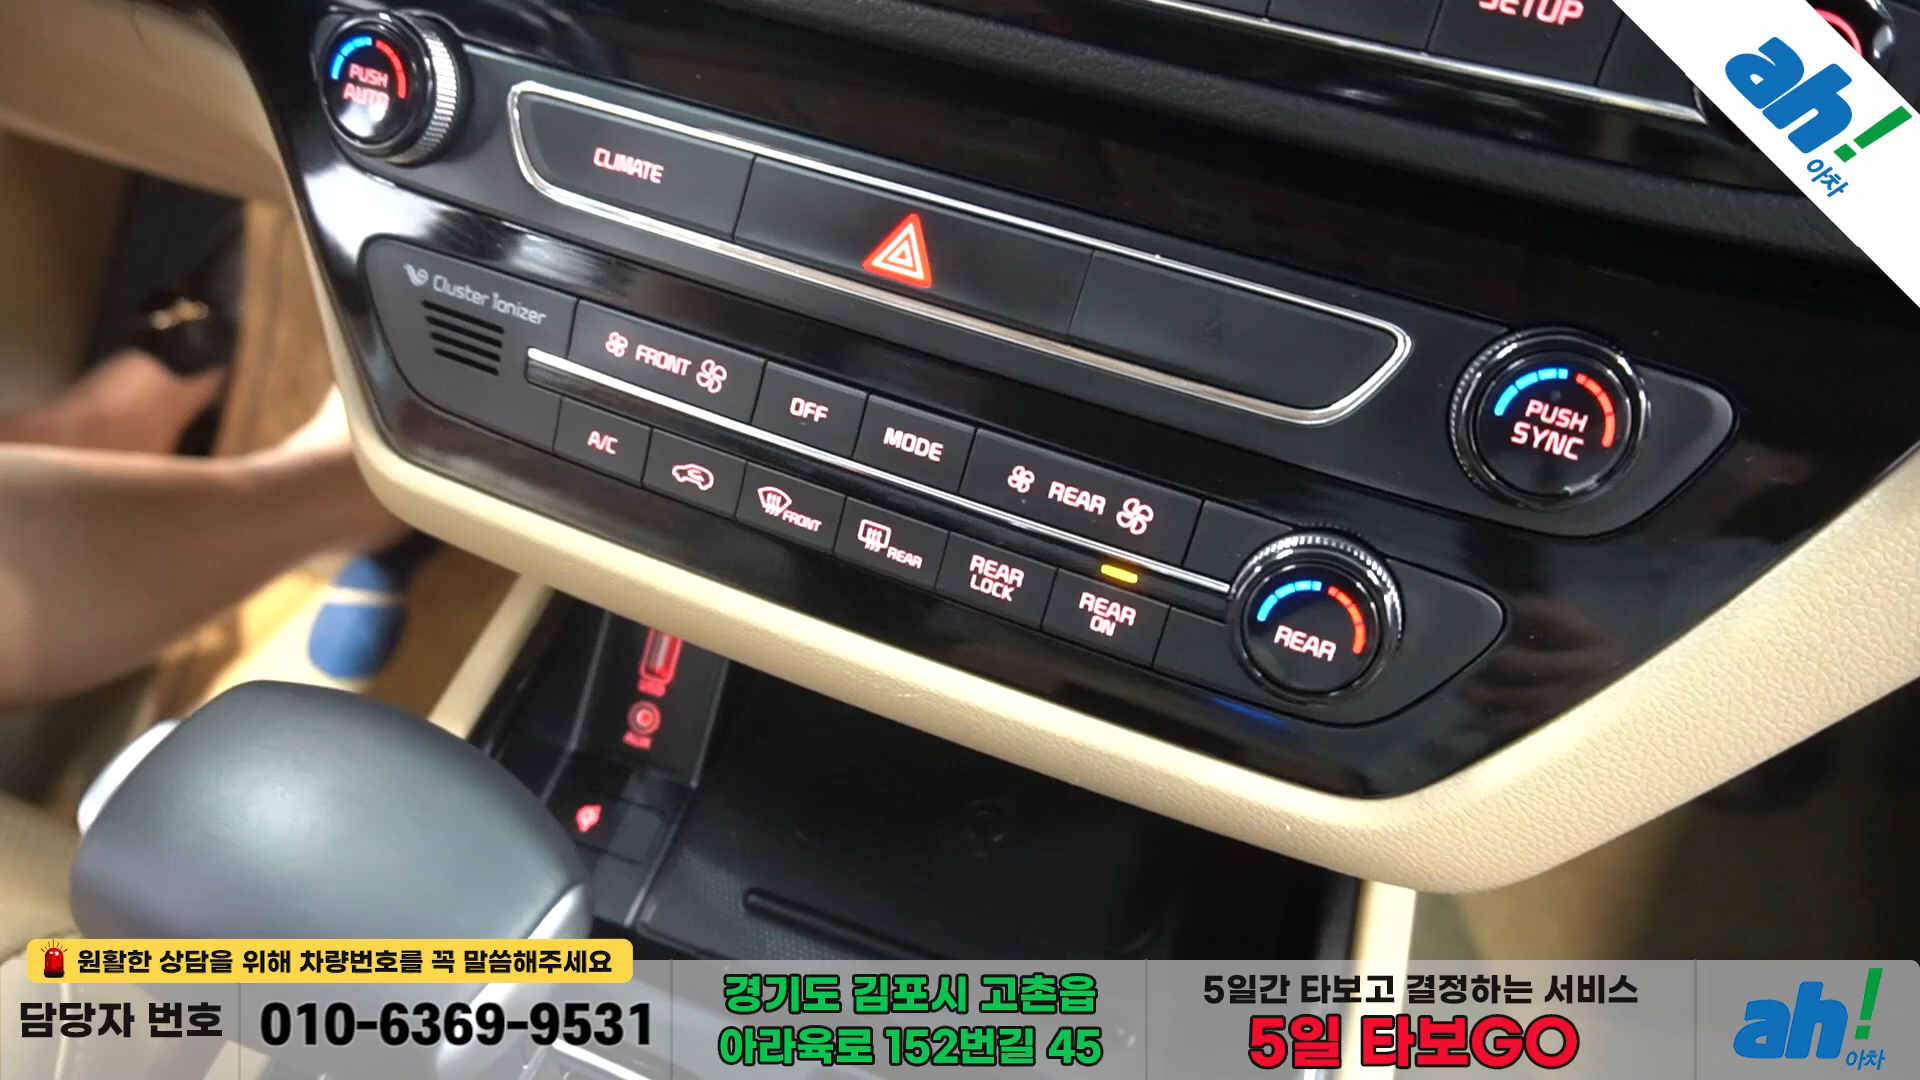 SETUP
ah!
아차
PUSH
AUTO
CLIMATE
Cluster Ionizer
FRONT
OFF
MODE
REAR
PUSH
SYNC
A/C
FRONT
REAR
REAR
LOCK
REAR
ON
REAR
USB
AUX
원활한 상담을 위해 차량번호를 꼭 말씀해주세요
담당자 번호
010-6369-9531
경기도 김포시 고촌읍
아라육로 152번길 45
5일간 타보고 결정하는 서비스
5일 타보GO
ah!
아차